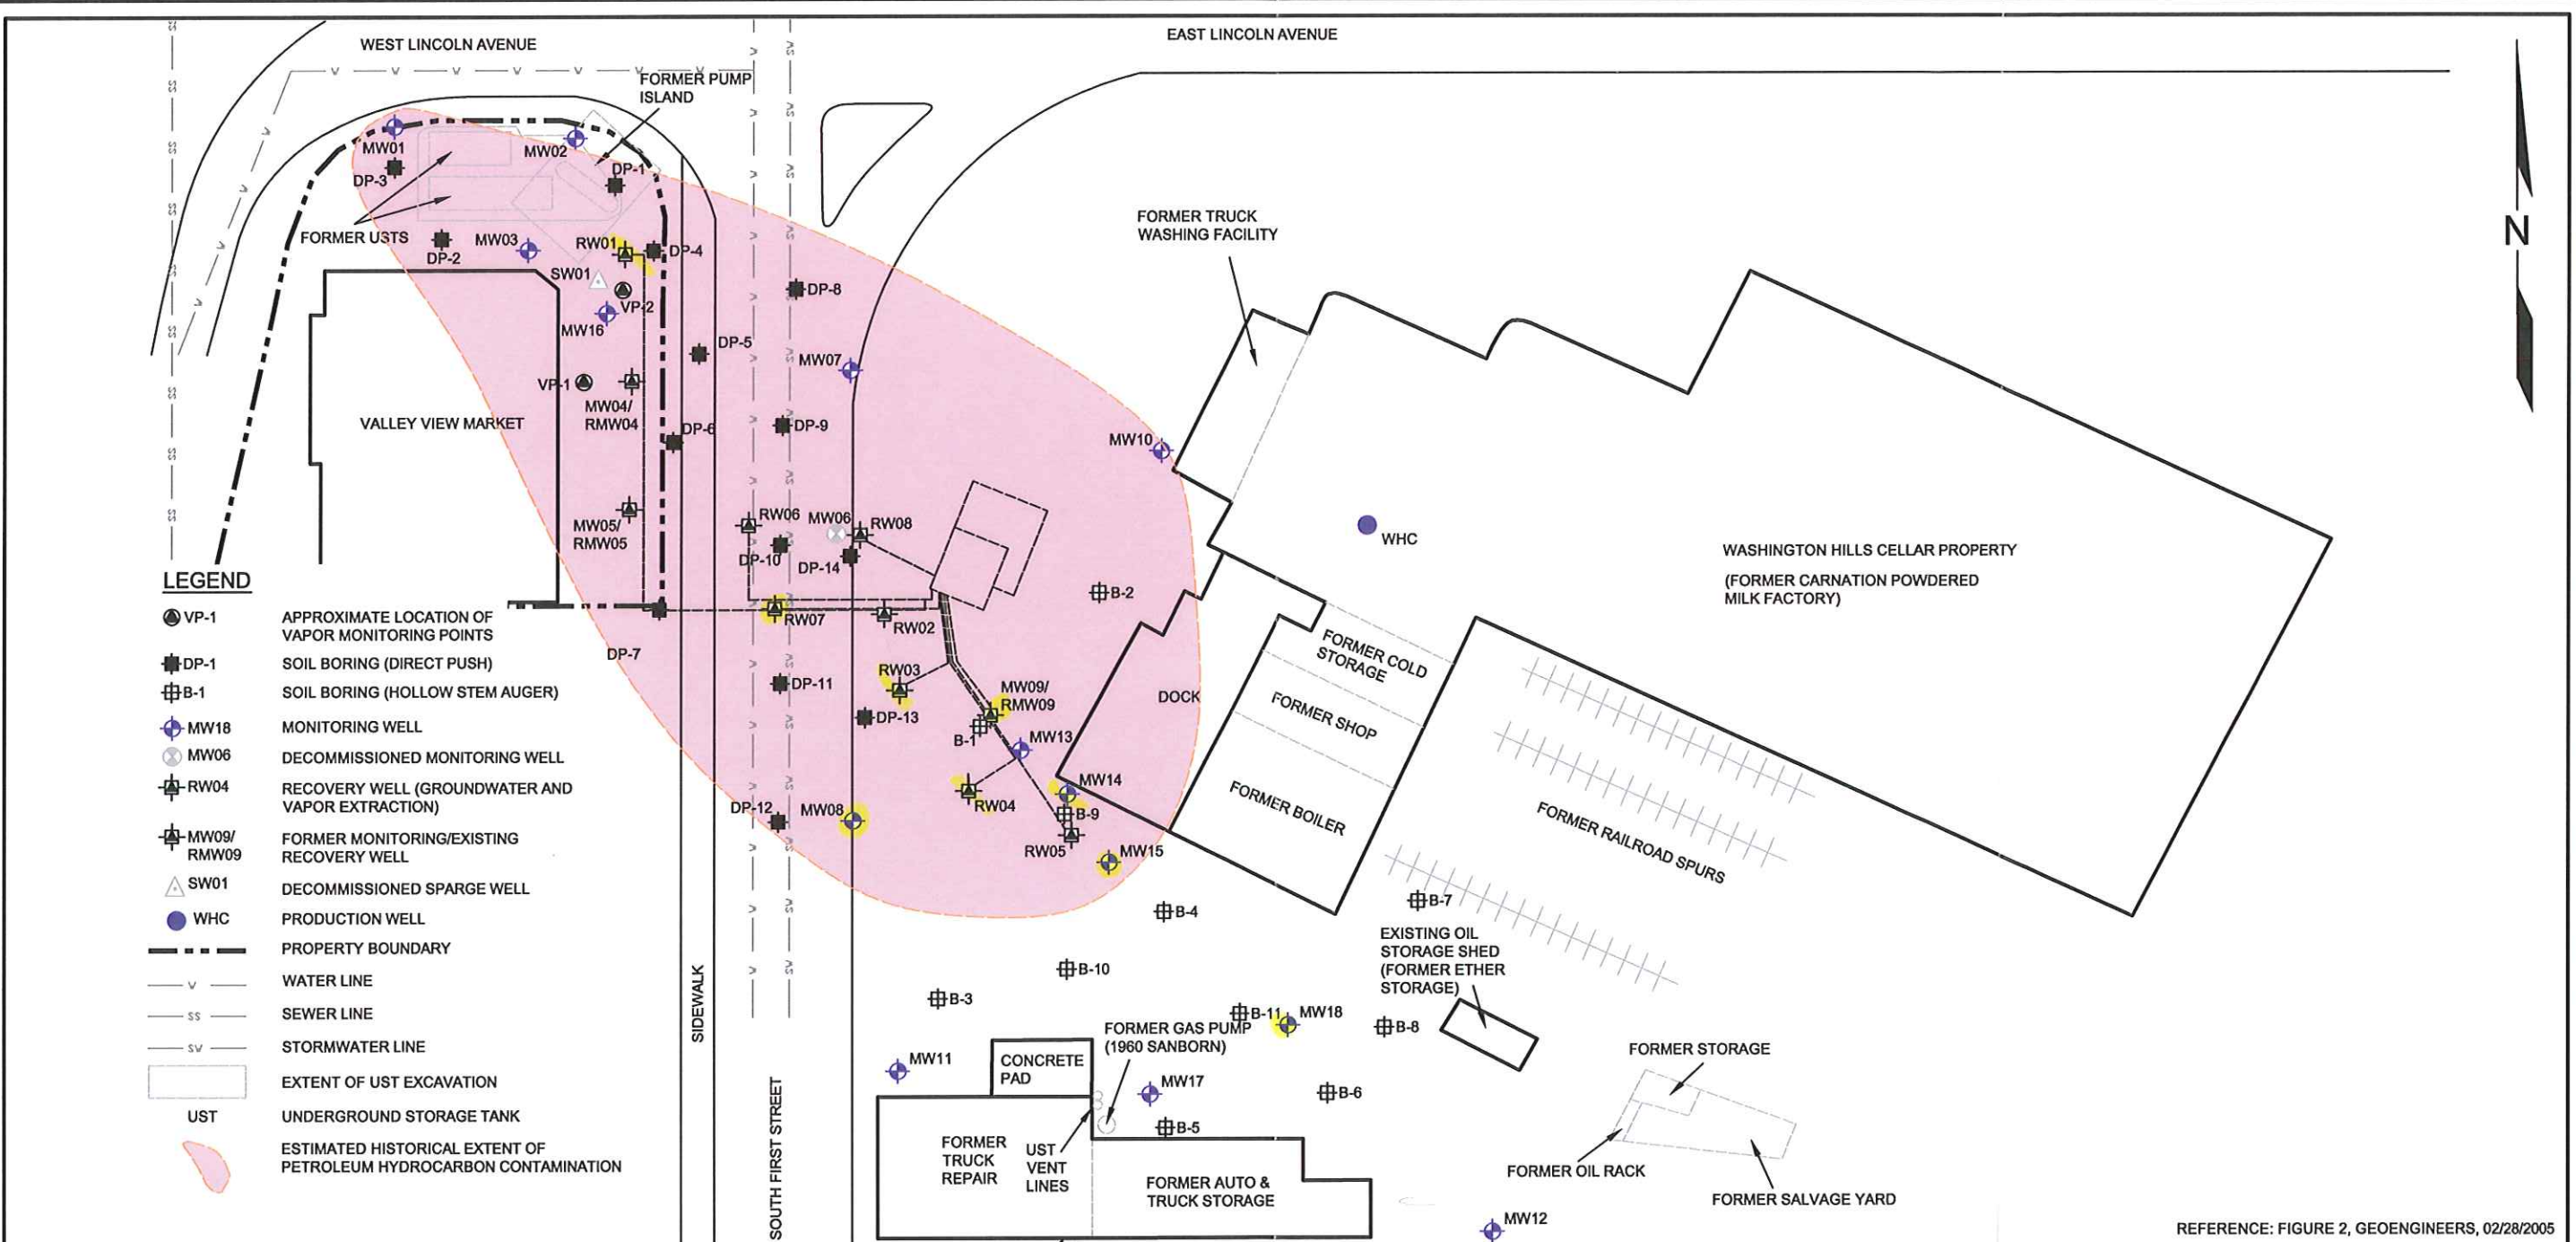 WEST LINCOLN AVENUE
EAST LINCOLN AVENUE
FORMER PUMP
ISLAND
MW01
MW02
DP-3
DP-1
FORMER USTS
DP-2
MW03
RW01
DP-4
SW01
VP-2
MW16
DP-8
DP-5
MW07
VP-1
MW04/
RMW04
VALLEY VIEW MARKET
DP-6
DP-9
MW10
FORMER TRUCK
WASHING FACILITY
N
MW05/
RMW05
RW06
MW06
RW08
DP-10
DP-14
B-2
WHC
WASHINGTON HILLS CELLAR PROPERTY
(FORMER CARNATION POWDERED
MILK FACTORY)
RW07
RW02
DP-7
RW03
DP-11
DP-13
MW09/
RMW09
B-1
MW13
DOCK
FORMER COLD
STORAGE
FORMER SHOP
FORMER BOILER
FORMER RAILROAD SPURS
MW14
RW04
B-9
RW05
MW15
DP-12
MW08
B-4
B-7
B-10
B-3
EXISTING OIL
STORAGE SHED
(FORMER ETHER
STORAGE)
B-11
MW18
B-8
FORMER GAS PUMP
(1960 SANBORN)
MW11
CONCRETE
PAD
MW17
B-6
B-5
FORMER
TRUCK
REPAIR
UST
VENT
LINES
FORMER AUTO &
TRUCK STORAGE
FORMER STORAGE
FORMER OIL RACK
FORMER SALVAGE YARD
MW12
SIDEWALK
SOUTH FIRST STREET
LEGEND
VP-1 APPROXIMATE LOCATION OF
VAPOR MONITORING POINTS
DP-1 SOIL BORING (DIRECT PUSH)
B-1 SOIL BORING (HOLLOW STEM AUGER)
MW18 MONITORING WELL
MW06 DECOMMISSIONED MONITORING WELL
RW04 RECOVERY WELL (GROUNDWATER AND
VAPOR EXTRACTION)
MW09/ FORMER MONITORING/EXISTING
RMW09 RECOVERY WELL
SW01 DECOMMISSIONED SPARGE WELL
WHC PRODUCTION WELL
PROPERTY BOUNDARY
W WATER LINE
SS SEWER LINE
SW STORMWATER LINE
EXTENT OF UST EXCAVATION
UST UNDERGROUND STORAGE TANK
ESTIMATED HISTORICAL EXTENT OF
PETROLEUM HYDROCARBON CONTAMINATION
REFERENCE: FIGURE 2, GEOENGINEERS, 02/28/2005